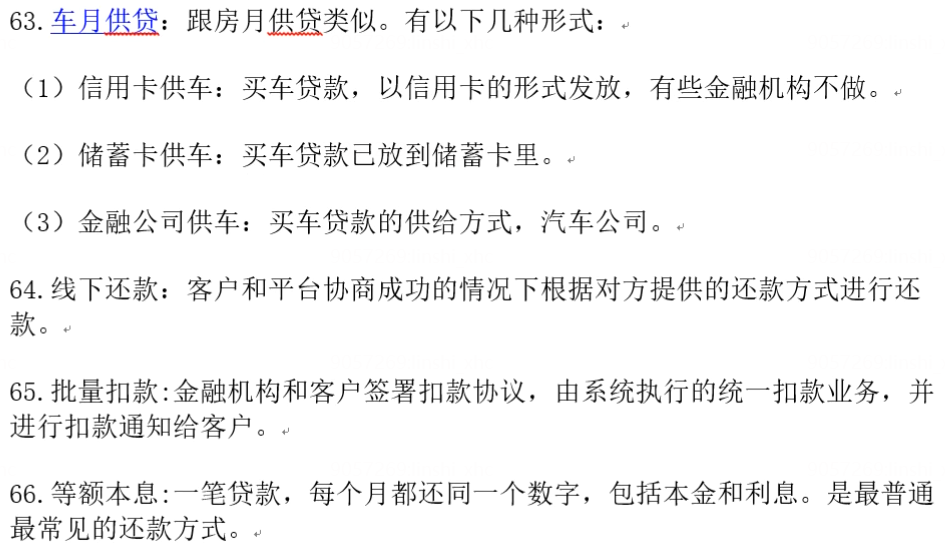 63.车月供贷：跟房月供贷类似。有以下几种形式：
（1）信用卡供车：买车贷款，以信用卡的形式发放，有些金融机构不做。
（2）储蓄卡供车：买车贷款已放到储蓄卡里。
（3）金融公司供车：买车贷款的供给方式，汽车公司。
64.线下还款：客户和平台协商成功的情况下根据对方提供的还款方式进行还
款。
65.批量扣款:金融机构和客户签署扣款协议，由系统执行的统一扣款业务，并
进行扣款通知给客户。
66.等额本息:一笔贷款，每个月都还同一个数字，包括本金和利息。是最普通
最常见的还款方式。